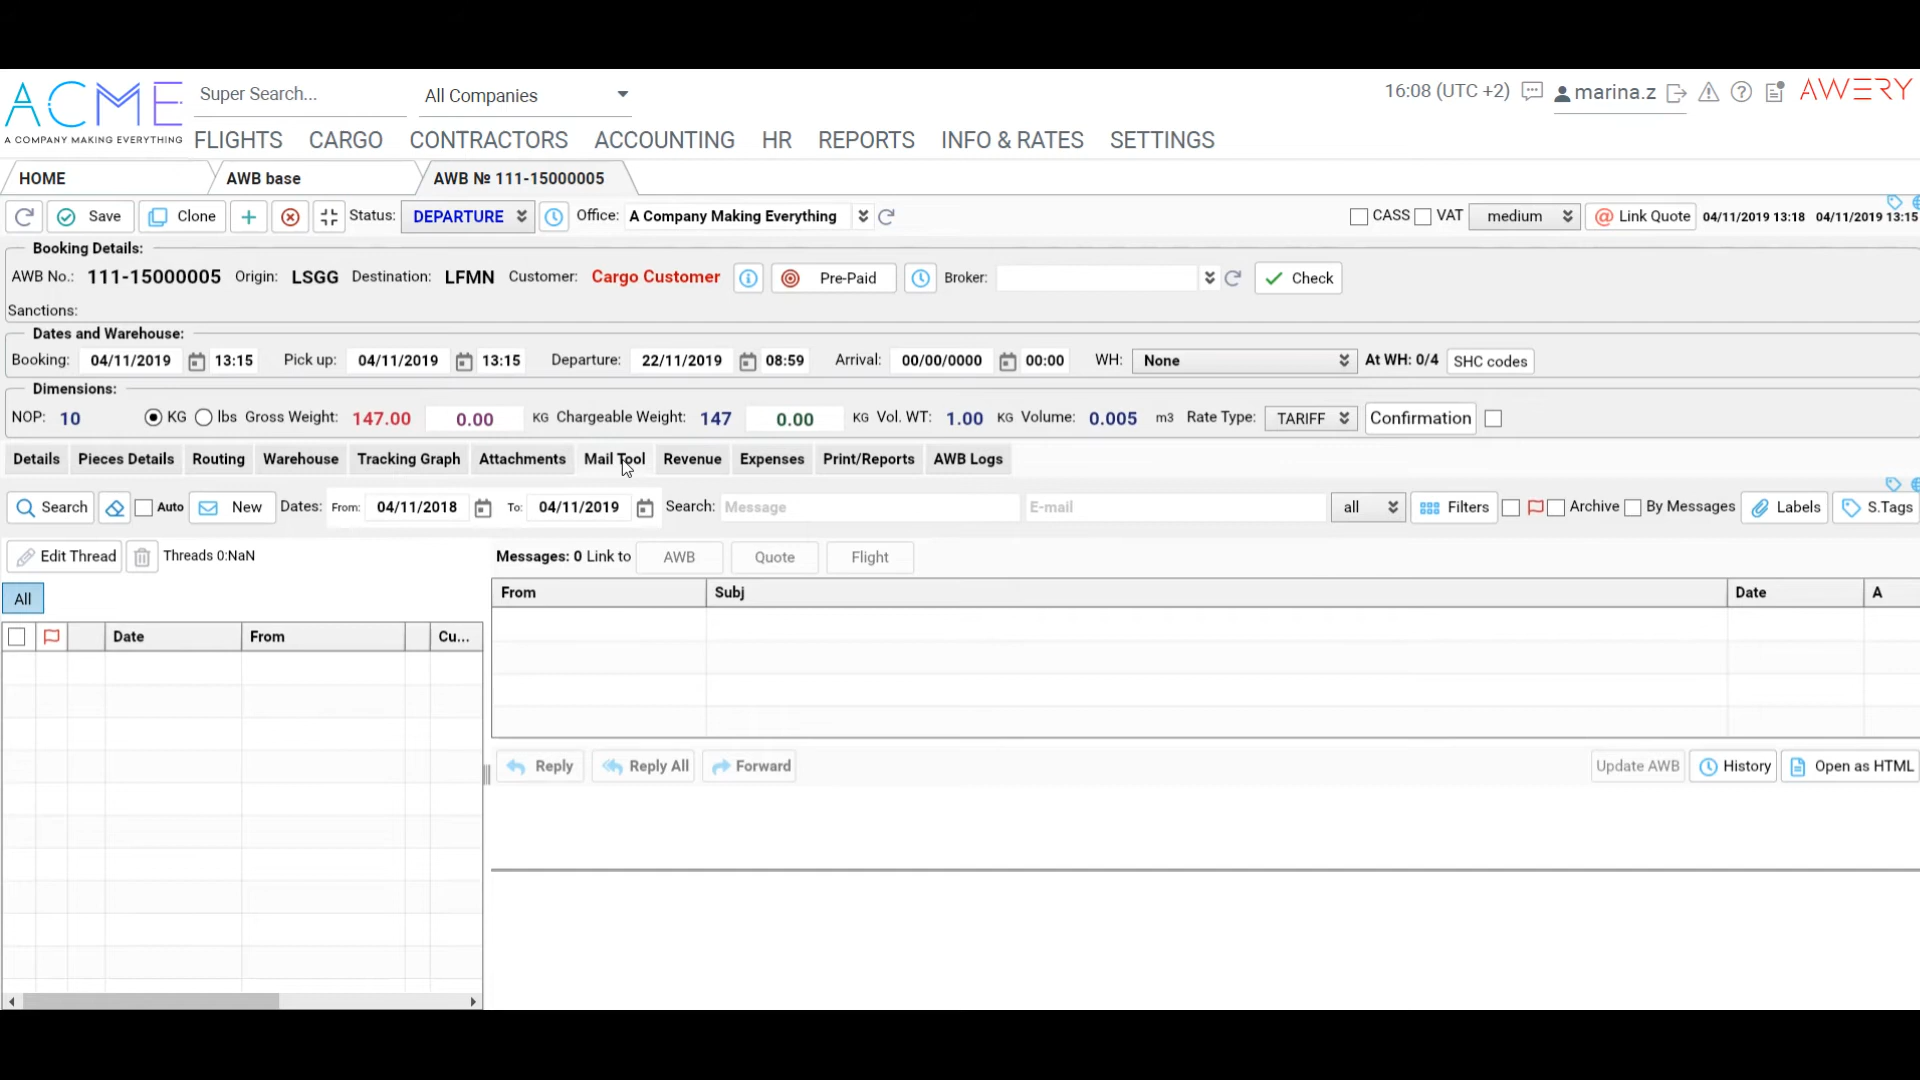 ACME
A COMPANY MAKING EVERYTHING
Super Search...
All Companies
16:08 (UTC +2)
marina.z
AWERY
FLIGHTS CARGO CONTRACTORS ACCOUNTING HR REPORTS INFO & RATES SETTINGS
HOME AWB base AWB № 111-15000005
Save Clone Status: DEPARTURE Office: A Company Making Everything CASS VAT medium Link Quote 04/11/2019 13:18 04/11/2019 13:15
Booking Details:
AWB No.: 111-15000005 Origin: LSGG Destination: LFMN Customer: Cargo Customer Pre-Paid Broker: Check
Sanctions:
Dates and Warehouse:
Booking: 04/11/2019 13:15 Pick up: 04/11/2019 13:15 Departure: 22/11/2019 08:59 Arrival: 00/00/0000 00:00 WH: None At WH: 0/4 SHC codes
Dimensions:
NOP: 10 KG lbs Gross Weight: 147.00 0.00 KG Chargeable Weight: 147 0.00 KG Vol. WT: 1.00 KG Volume: 0.005 m3 Rate Type: TARIFF Confirmation
Details Pieces Details Routing Warehouse Tracking Graph Attachments Mail Tool Revenue Expenses Print/Reports AWB Logs
Search Auto New Dates: From: 04/11/2018 To: 04/11/2019 Search: Message E-mail all Filters Archive By Messages Labels S.Tags
Edit Thread Threads 0:NaN Messages: 0 Link to AWB Quote Flight
All
From Subj Date A
Date From Cu...
Reply Reply All Forward Update AWB History Open as HTML